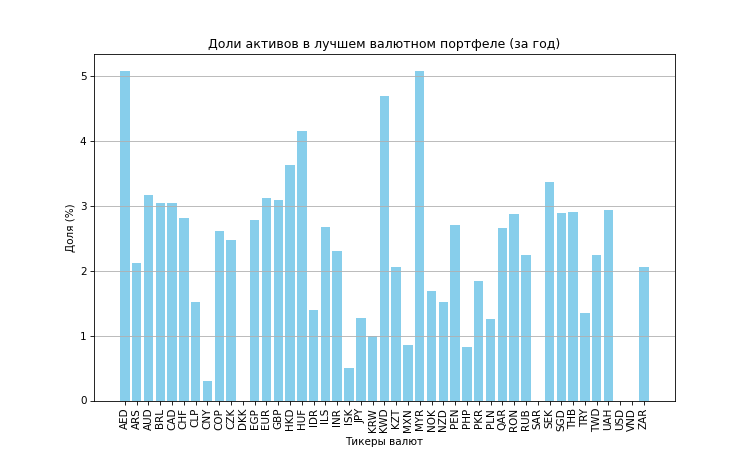 Доли активов в лучшем валютном портфеле (за год)
Доля (%)
5
4
3
2
1
0
AED ARS AUD BRL CAD CHF CLP CNY COP CZK DKK EGP EUR GBP HKD HUF IDR ILS INR ISK JPY KRW KWD KZT MXN MYR NOK NZD PEN PHP PKR PLN QAR RON RUB SAR SEK SGD THB TRY TWD UAH USD VND ZAR
Тикеры валют